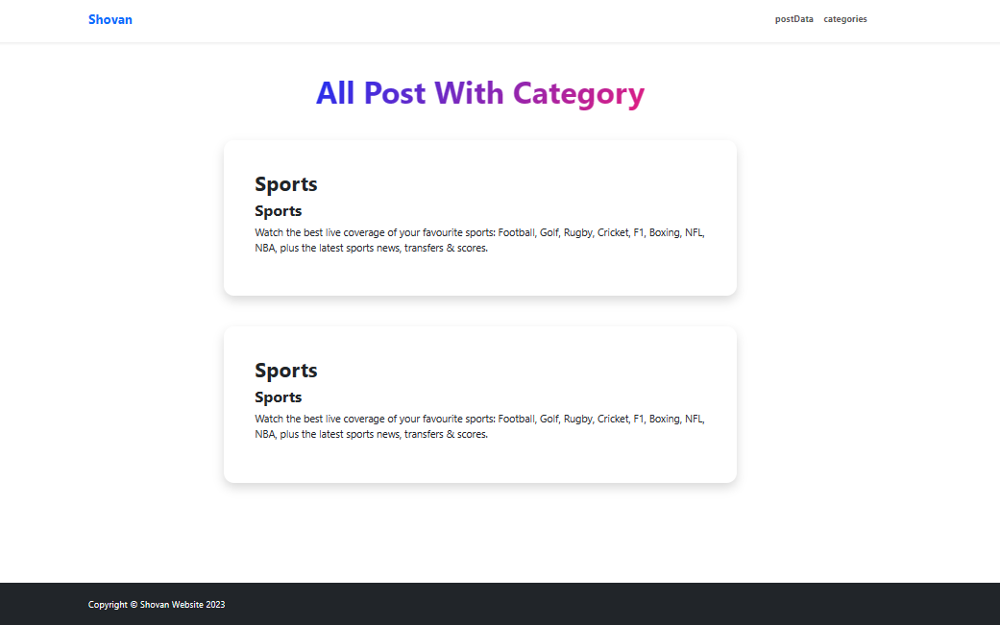 Shovan
postData categories
All Post With Category
Sports
Sports
Watch the best live coverage of your favourite sports: Football, Golf, Rugby, Cricket, F1, Boxing, NFL,
NBA, plus the latest sports news, transfers & scores.
Sports
Sports
Watch the best live coverage of your favourite sports: Football, Golf, Rugby, Cricket, F1, Boxing, NFL,
NBA, plus the latest sports news, transfers & scores.
Copyright © Shovan Website 2023